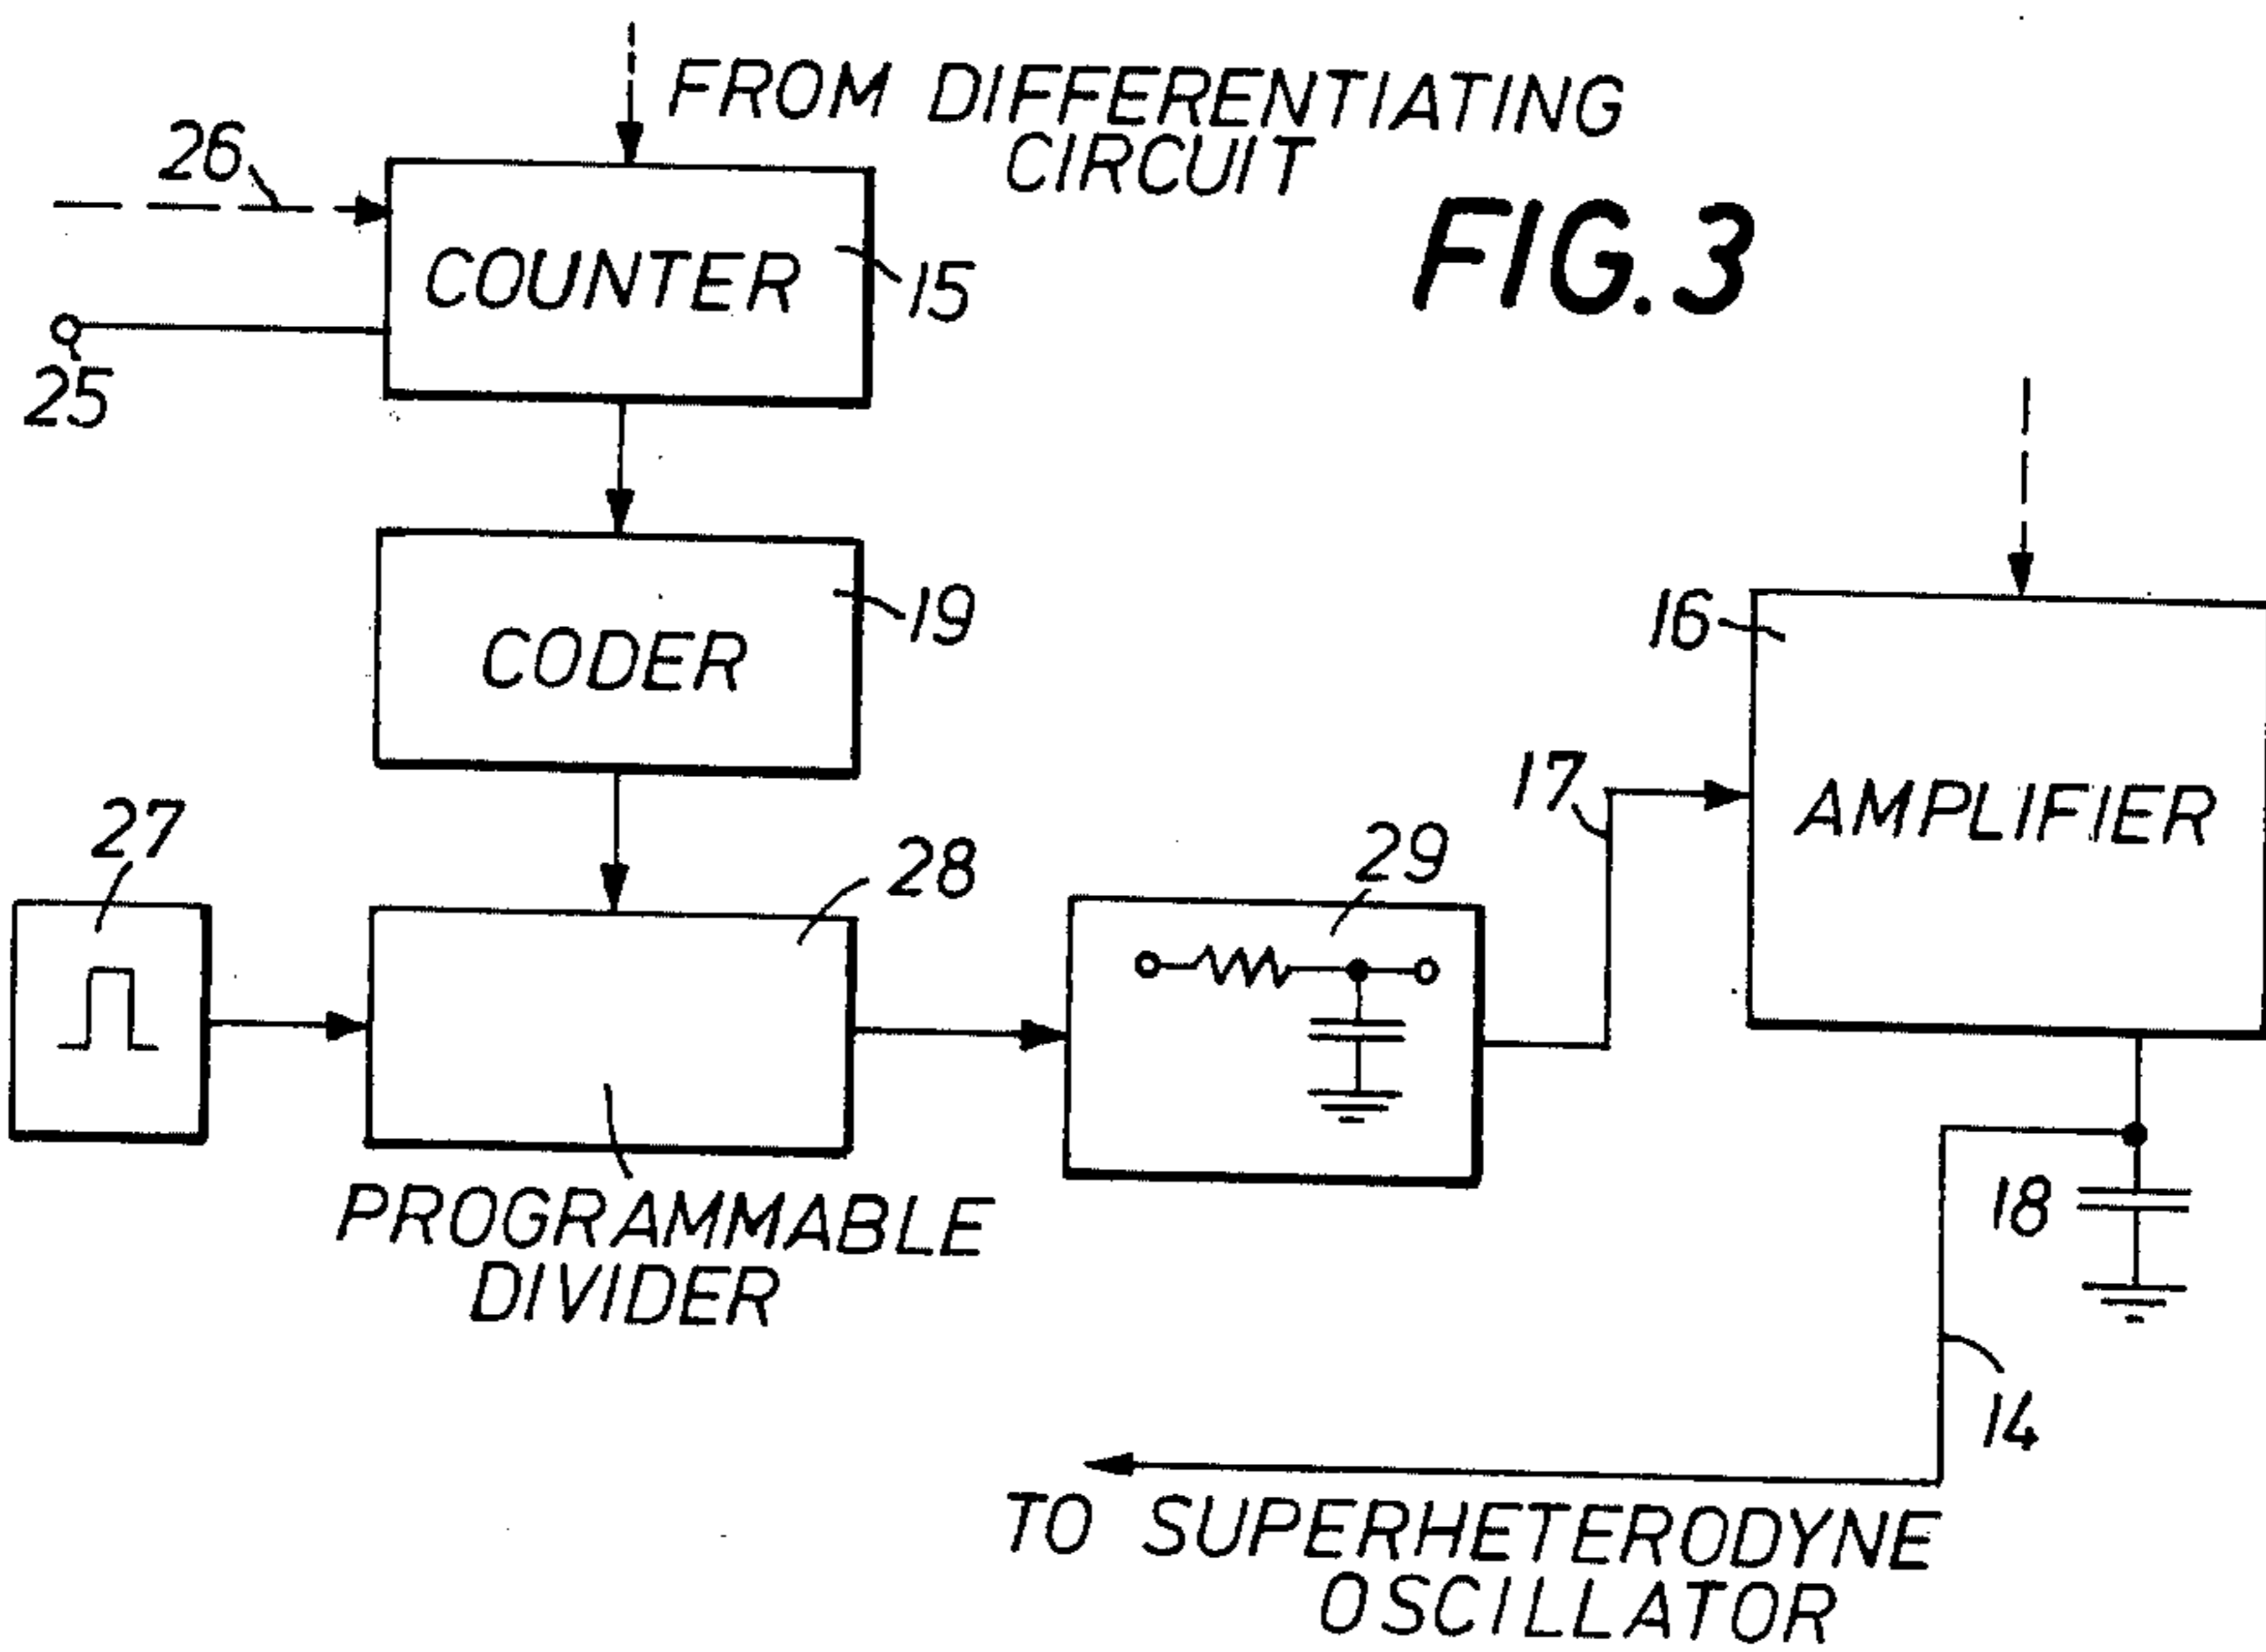 FROM DIFFERENTIATING
CIRCUIT
26
FIG.3
COUNTER
15
25
19
CODER
16
17
AMPLIFIER
27
28
29
PROGRAMMABLE
DIVIDER
18
14
TO SUPERHETERODYNE
OSCILLATOR